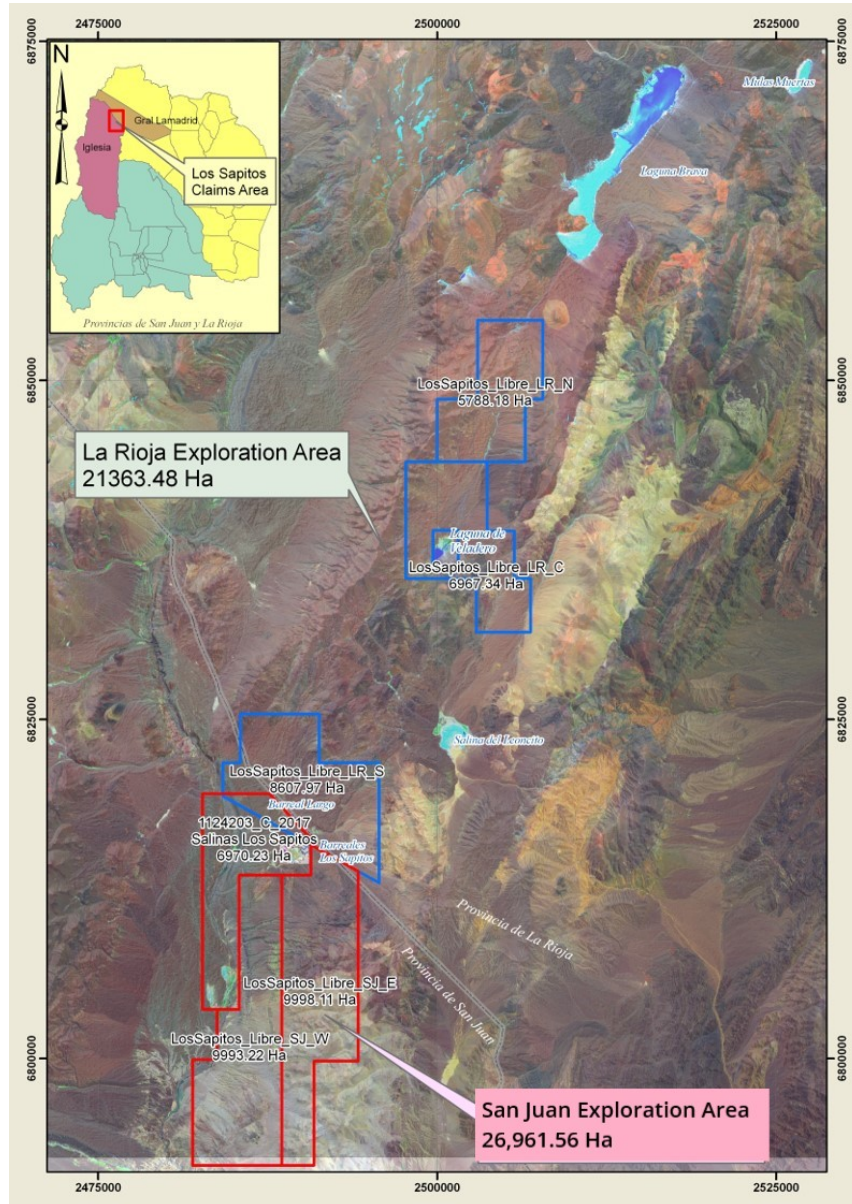 2475000
2500000
2525000
6875000
6875000
N
Gral Lamadrid
Iglesia
Los Sapitos
Claims Area
Provincias de San Juan y La Rioja
Mulas Muertas
Laguna Brava
6850000
6850000
LosSapitos_Libre_LR_N
5788.18 Ha
La Rioja Exploration Area
21363.48 Ha
Laguna de
Veladero
LosSapitos_Libre_LR_C
6967.34 Ha
6825000
6825000
Salina del Leoncito
LosSapitos_Libre_LR_S
8607.97 Ha
Barreal Largo
1124203_C_2017
Salinas Los Sapitos
6970.23 Ha
Barreales
Los Sapitos
Provincia de La Rioja
Provincia de San Juan
LosSapitos_Libre_SJ_E
9998.11 Ha
LosSapitos_Libre_SJ_W
9993.22 Ha
6800000
6800000
San Juan Exploration Area
26,961.56 Ha
2475000
2500000
2525000